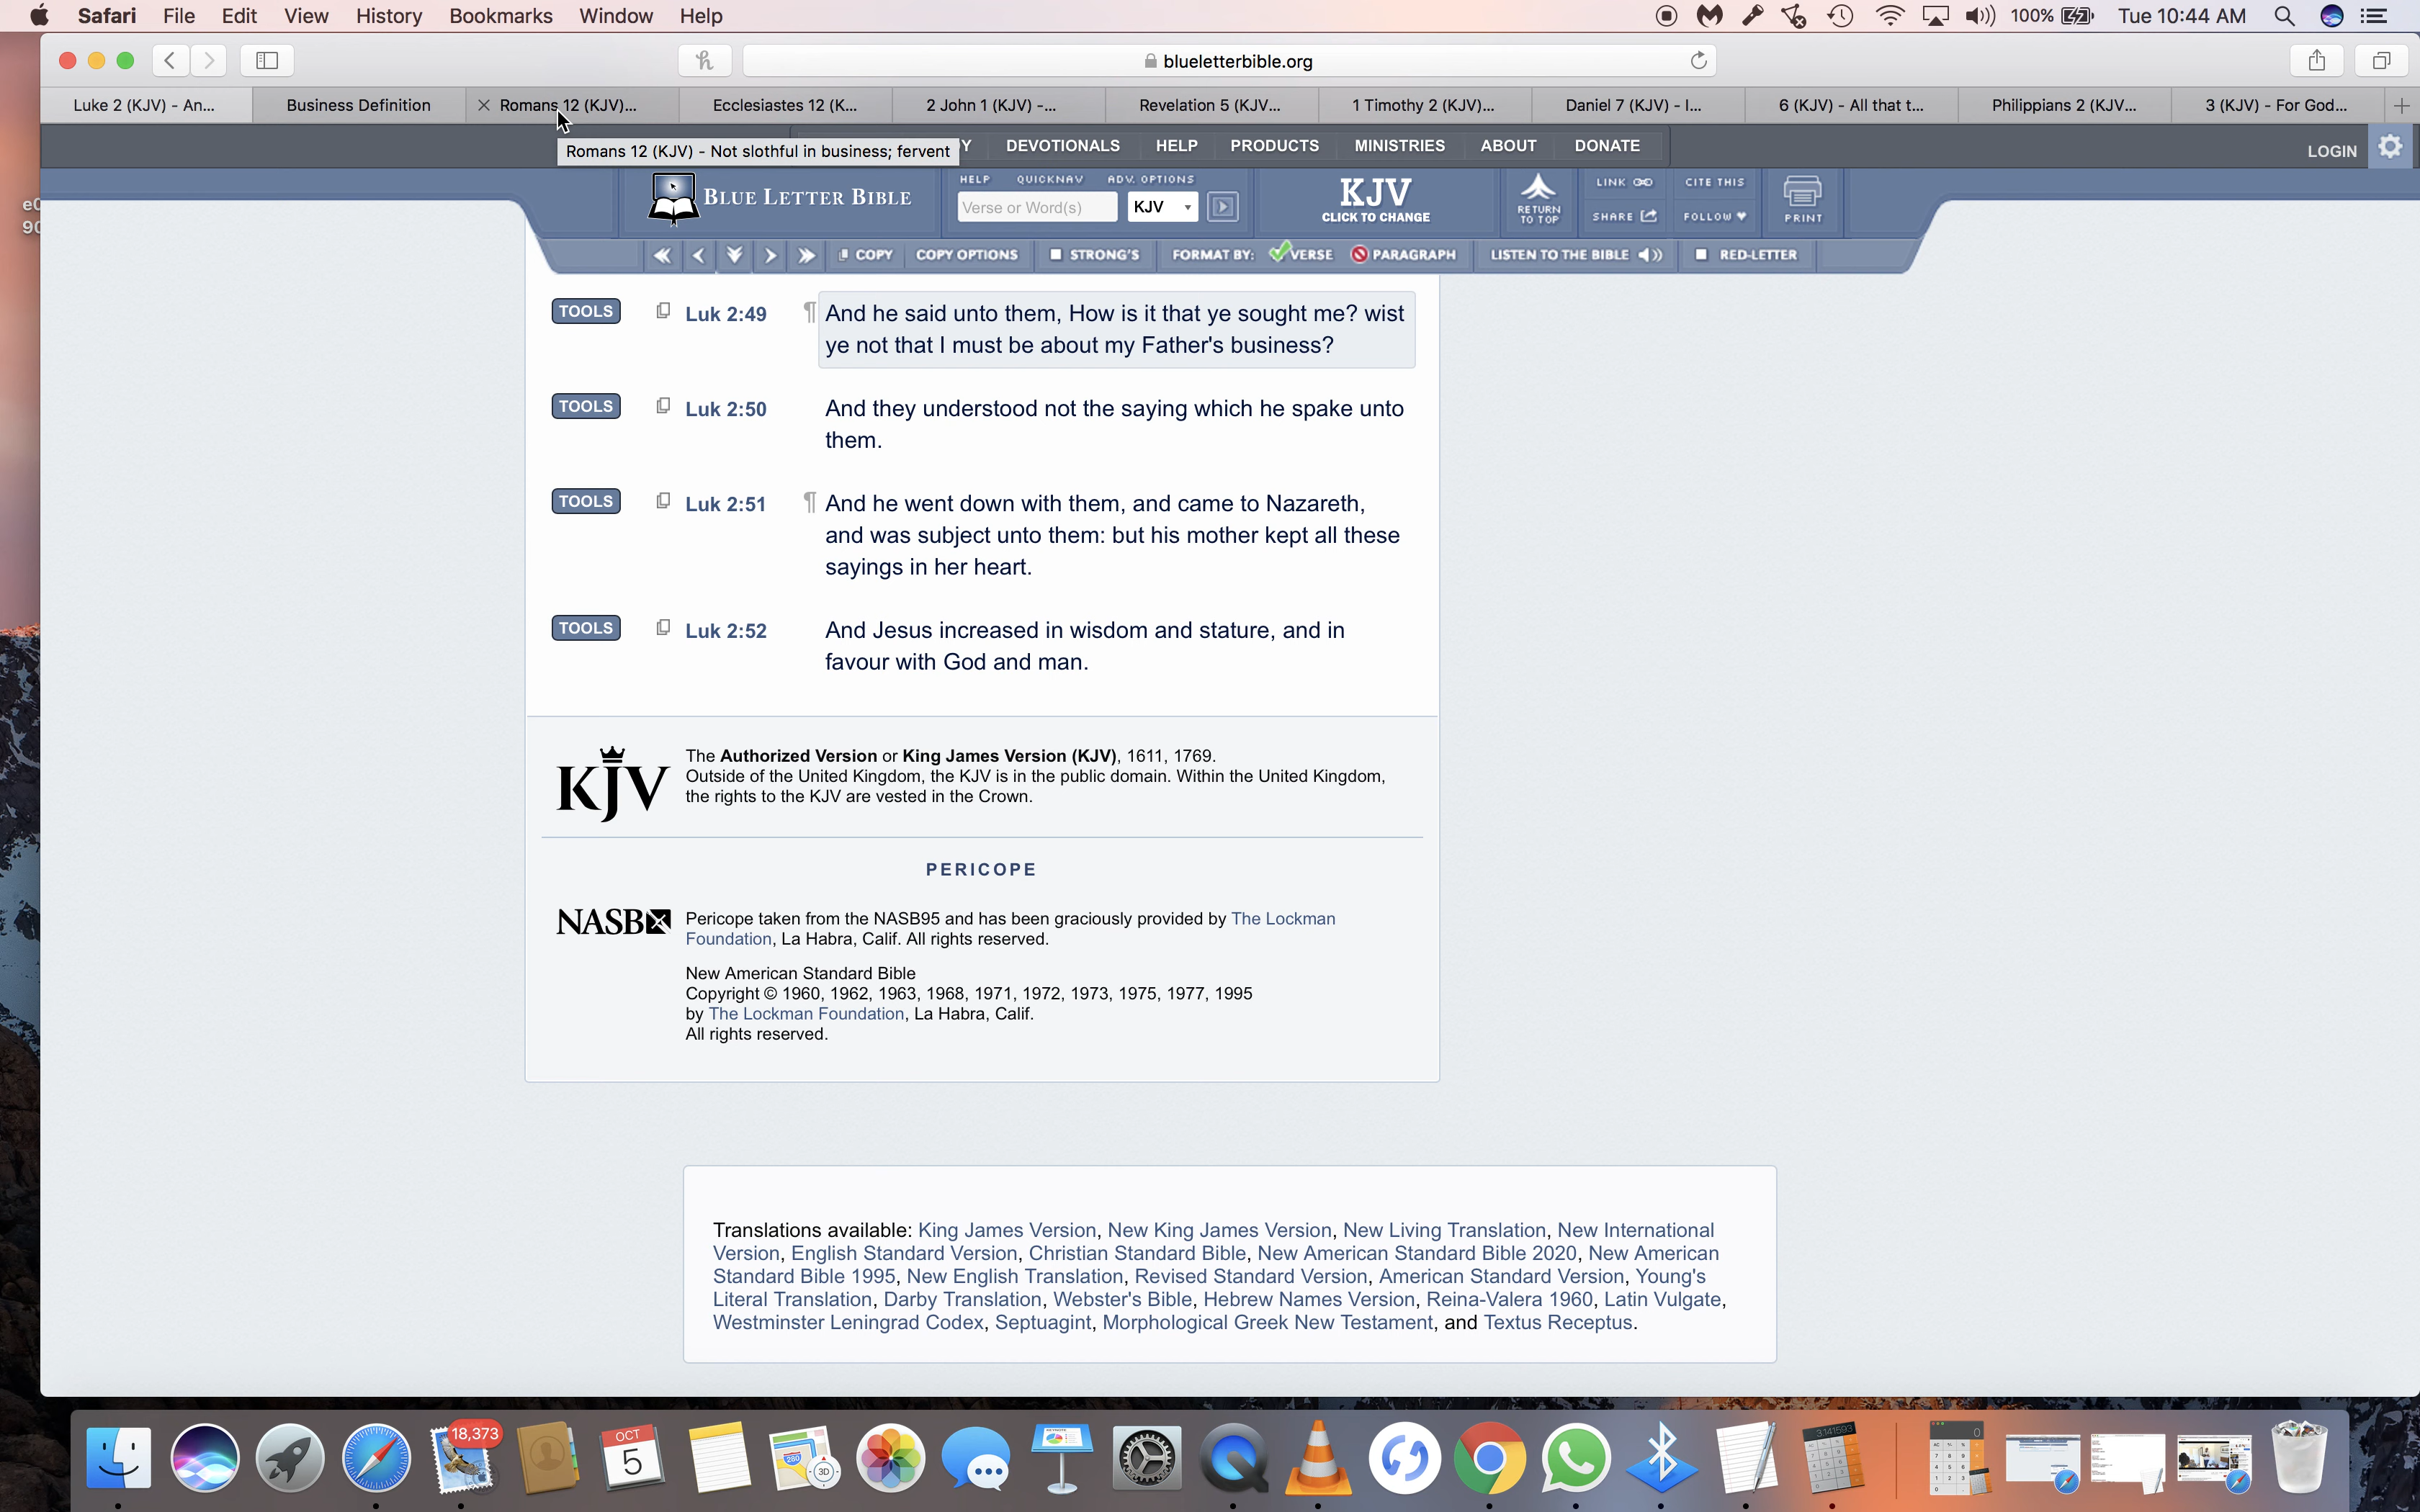 Safari File Edit View History Bookmarks Window Help 100% Tue 10:44 AM
blueletterbible.org
Luke 2 (KJV) - An... Business Definition Romans 12 (KJV)... Ecclesiastes 12 (K... 2 John 1 (KJV) -... Revelation 5 (KJV... 1 Timothy 2 (KJV)... Daniel 7 (KJV) - I... 6 (KJV) - All that t... Philippians 2 (KJV... 3 (KJV) - For God...
Romans 12 (KJV) - Not slothful in business; fervent
Y DEVOTIONALS HELP PRODUCTS MINISTRIES ABOUT DONATE LOGIN
BLUE LETTER BIBLE
HELP QUICKNAV ADV. OPTIONS
Verse or Word(s) KJV
KJV
CLICK TO CHANGE
RETURN
TO TOP
LINK CITE THIS
SHARE FOLLOW
PRINT
COPY COPY OPTIONS STRONG'S FORMAT BY: VERSE PARAGRAPH LISTEN TO THE BIBLE RED-LETTER
e0
90
TOOLS Luk 2:49 ¶ And he said unto them, How is it that ye sought me? wist
ye not that I must be about my Father's business?
TOOLS Luk 2:50 And they understood not the saying which he spake unto
them.
TOOLS Luk 2:51 ¶ And he went down with them, and came to Nazareth,
and was subject unto them: but his mother kept all these
sayings in her heart.
TOOLS Luk 2:52 And Jesus increased in wisdom and stature, and in
favour with God and man.
KJV
The Authorized Version or King James Version (KJV), 1611, 1769.
Outside of the United Kingdom, the KJV is in the public domain. Within the United Kingdom,
the rights to the KJV are vested in the Crown.
PERICOPE
NASB
Pericope taken from the NASB95 and has been graciously provided by The Lockman
Foundation, La Habra, Calif. All rights reserved.
New American Standard Bible
Copyright © 1960, 1962, 1963, 1968, 1971, 1972, 1973, 1975, 1977, 1995
by The Lockman Foundation, La Habra, Calif.
All rights reserved.
Translations available: King James Version, New King James Version, New Living Translation, New International
Version, English Standard Version, Christian Standard Bible, New American Standard Bible 2020, New American
Standard Bible 1995, New English Translation, Revised Standard Version, American Standard Version, Young's
Literal Translation, Darby Translation, Webster's Bible, Hebrew Names Version, Reina-Valera 1960, Latin Vulgate,
Westminster Leningrad Codex, Septuagint, Morphological Greek New Testament, and Textus Receptus.
18,373
OCT
5
280
3D
3.141593
0